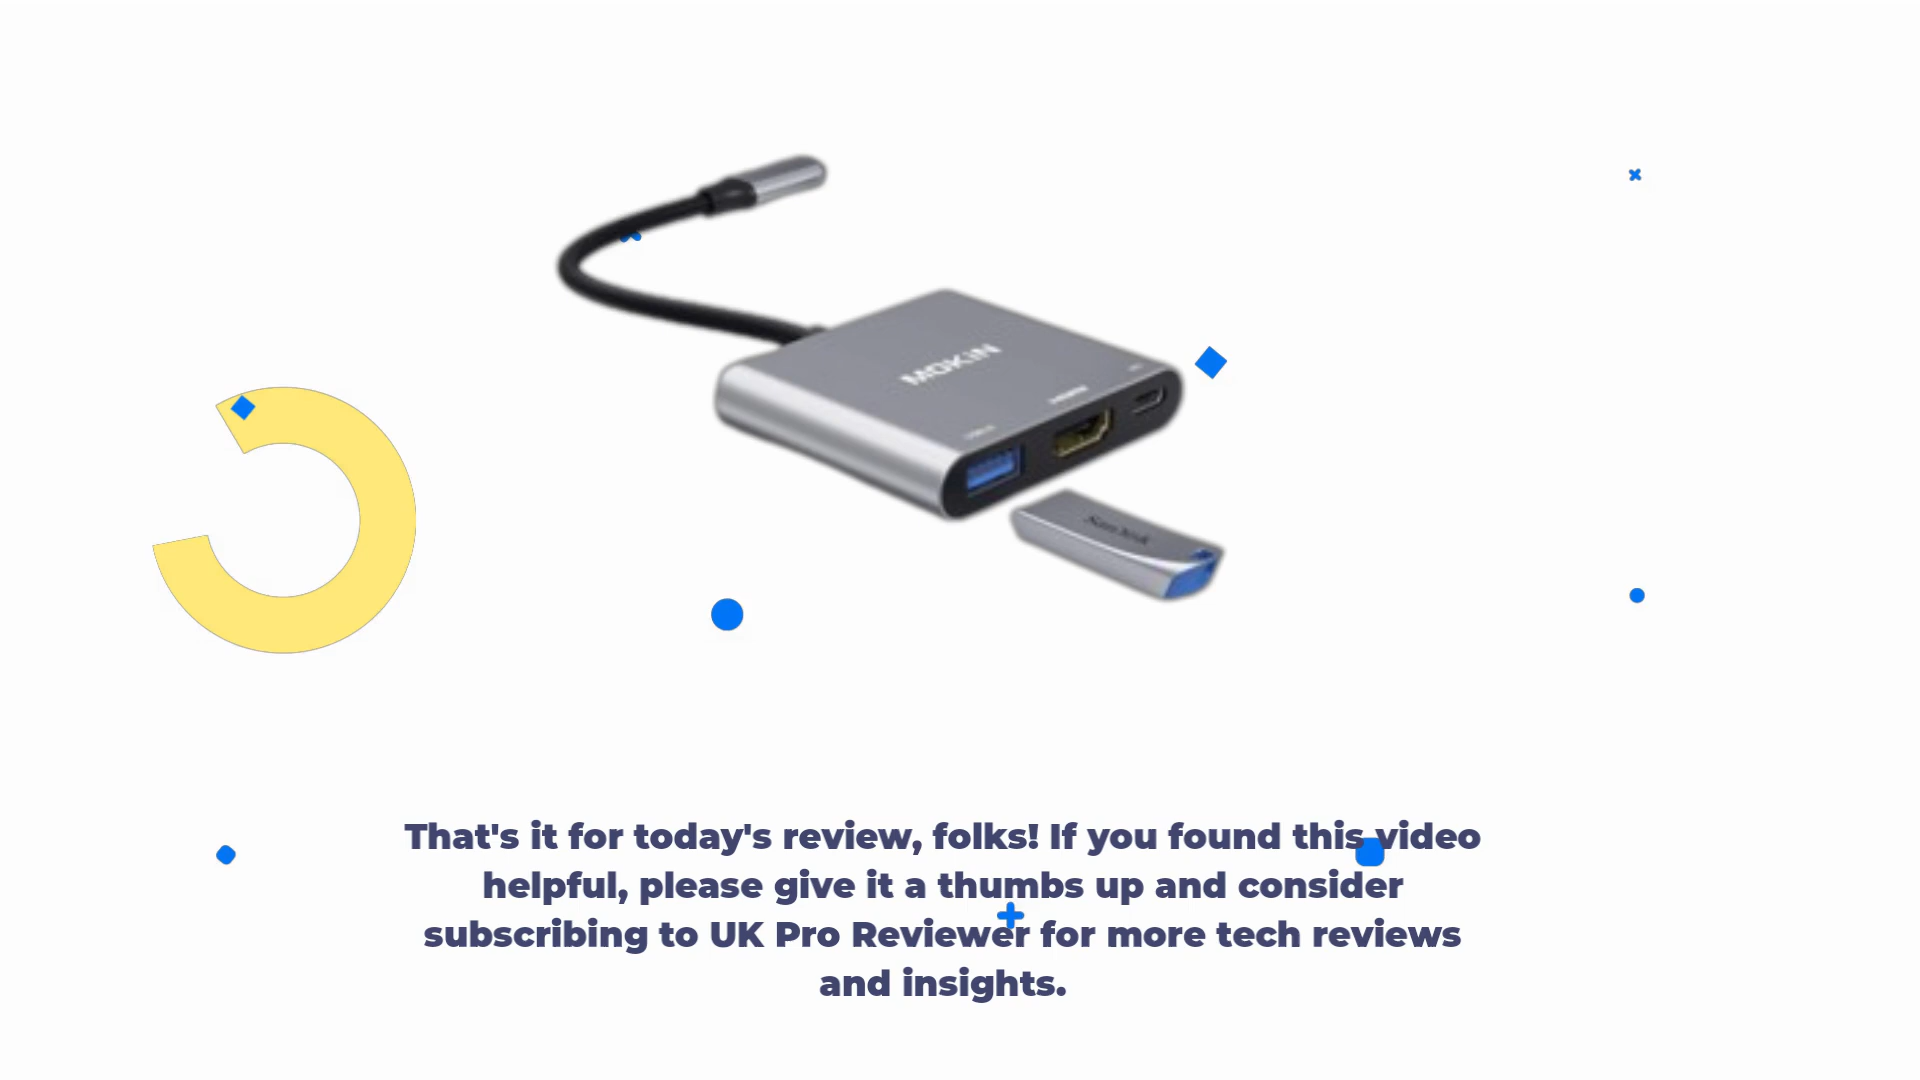 MOKiN
SanDisk
That's it for today's review, folks! If you found this video
helpful, please give it a thumbs up and consider
subscribing to UK Pro Reviewer for more tech reviews
and insights.